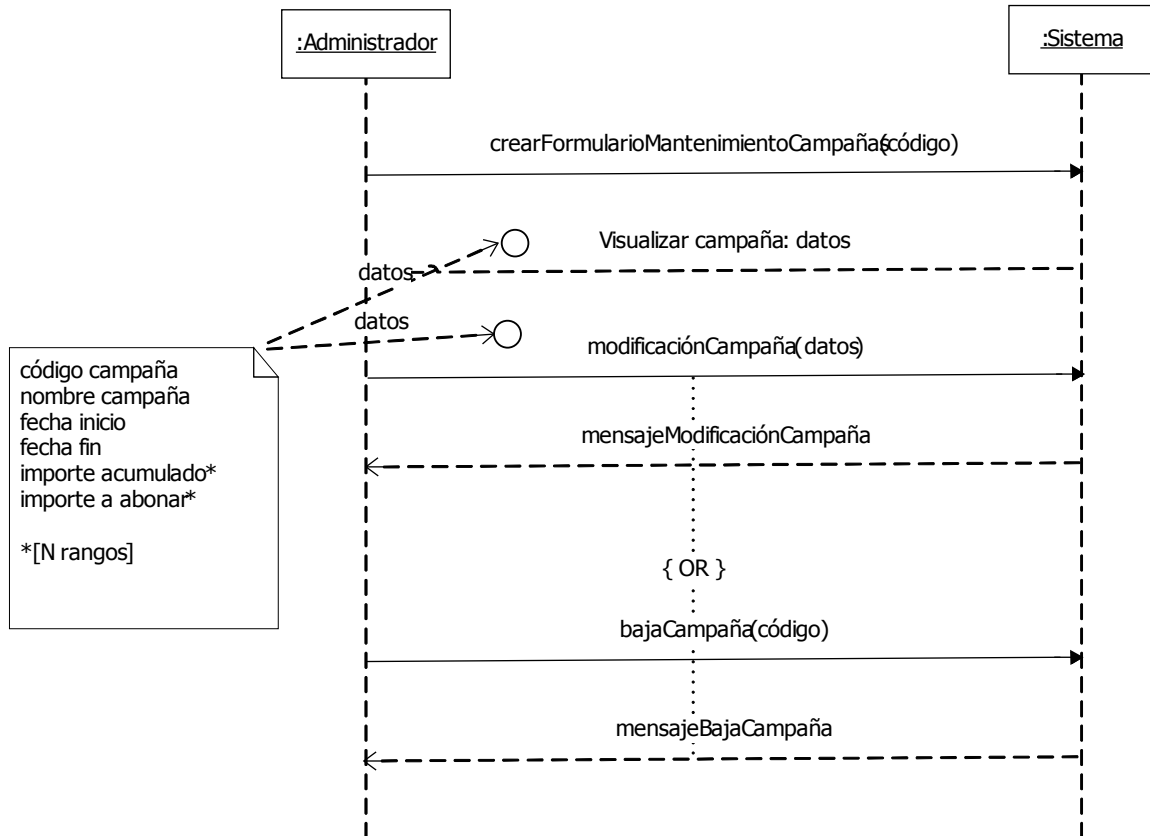 :Administrador
:Sistema
crearFormularioMantenimientoCampañas(código)
Visualizar campaña: datos
datos
datos
modificaciónCampaña(datos)
código campaña
nombre campaña
fecha inicio
fecha fin
importe acumulado*
importe a abonar*
*[N rangos]
mensajeModificaciónCampaña
{ OR }
bajaCampaña(código)
mensajeBajaCampaña